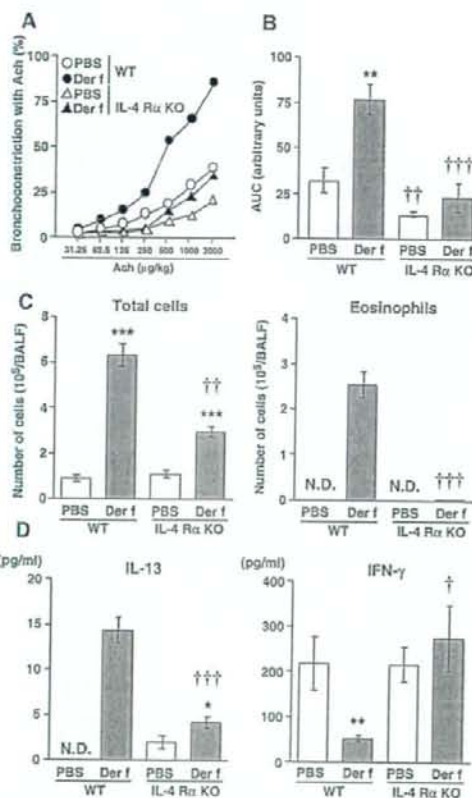 A
Bronchoconstriction with Ach (%)
100
75
50
25
0
PBS
Der f
WT
PBS
Der f
IL-4 Rα KO
31.25 62.5 125 250 500 1000 2000
Ach (µg/kg)
B
AUC (arbitrary units)
100
75
50
25
0
**
††
†††
PBS Der f PBS Der f
WT IL-4 Rα KO
C
Total cells
Number of cells (10⁵/BALF)
8
6
4
2
0
***
††
***
PBS Der f PBS Der f
WT IL-4 Rα KO
Eosinophils
4
3
2
1
0
N.D. N.D.
†††
PBS Der f PBS Der f
WT IL-4 Rα KO
D
(pg/ml)
IL-13
20
15
10
5
0
N.D.
†††
*
PBS Der f PBS Der f
WT IL-4 Rα KO
(pg/ml)
IFN-γ
400
300
200
100
0
**
†
PBS Der f PBS Der f
WT IL-4 Rα KO